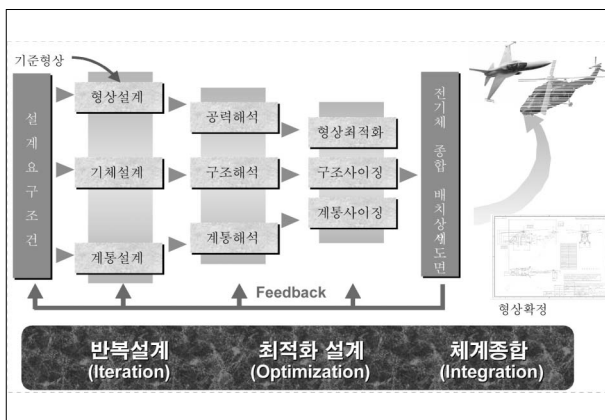 기준형상
설계요구조건
형상설계
기체설계
계통설계
공력해석
구조해석
계통해석
형상최적화
구조사이징
계통사이징
전기체 종합 배치상세도면
형상확정
Feedback
반복설계
(Iteration)
최적화 설계
(Optimization)
체계종합
(Integration)